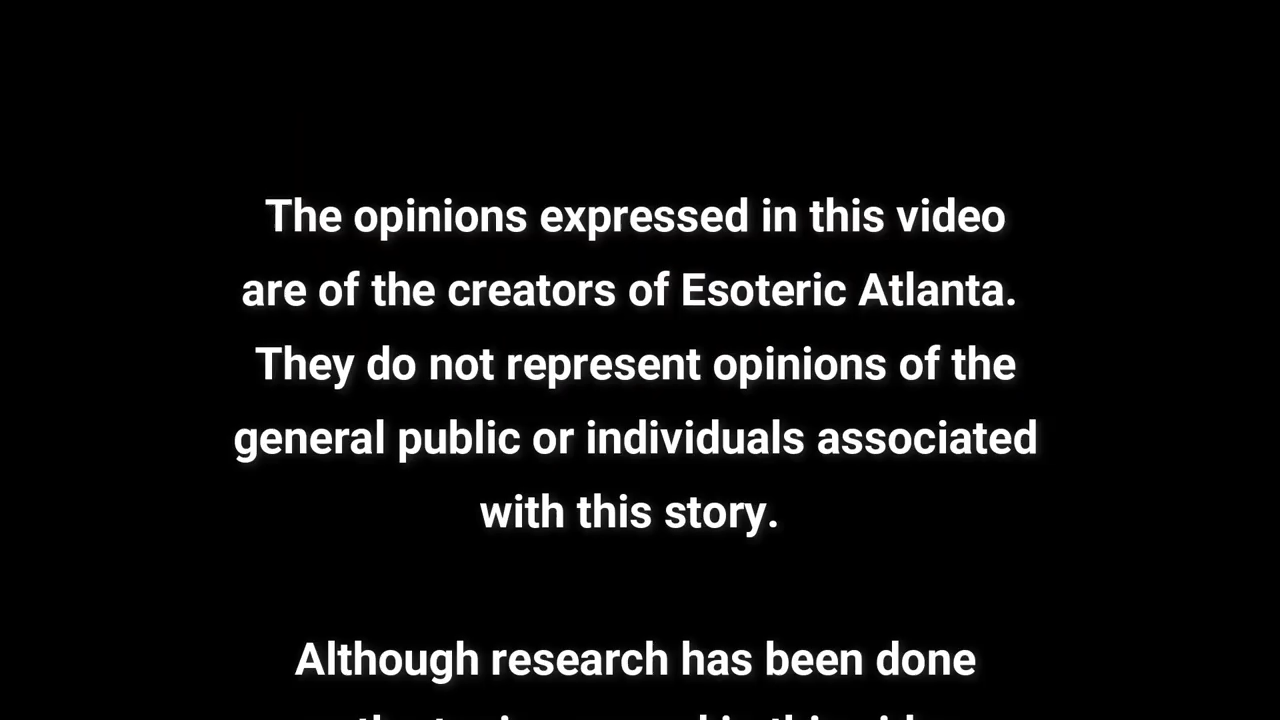 The opinions expressed in this video
are of the creators of Esoteric Atlanta.
They do not represent opinions of the
general public or individuals associated
with this story.
Although research has been done